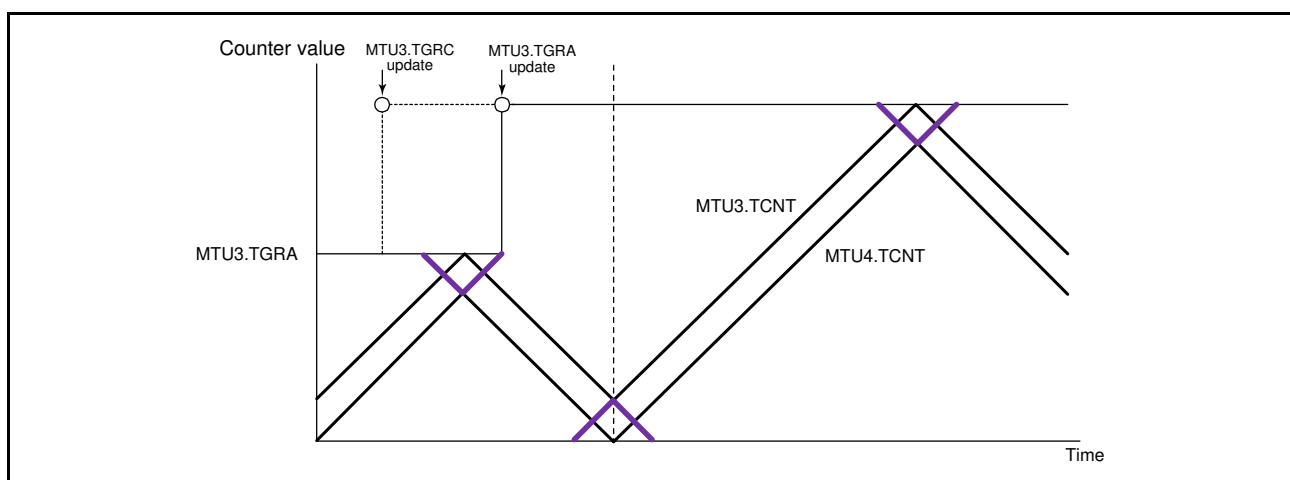 Counter value
MTU3.TGRC
update
MTU3.TGRA
update
MTU3.TCNT
MTU3.TGRA
MTU4.TCNT
Time